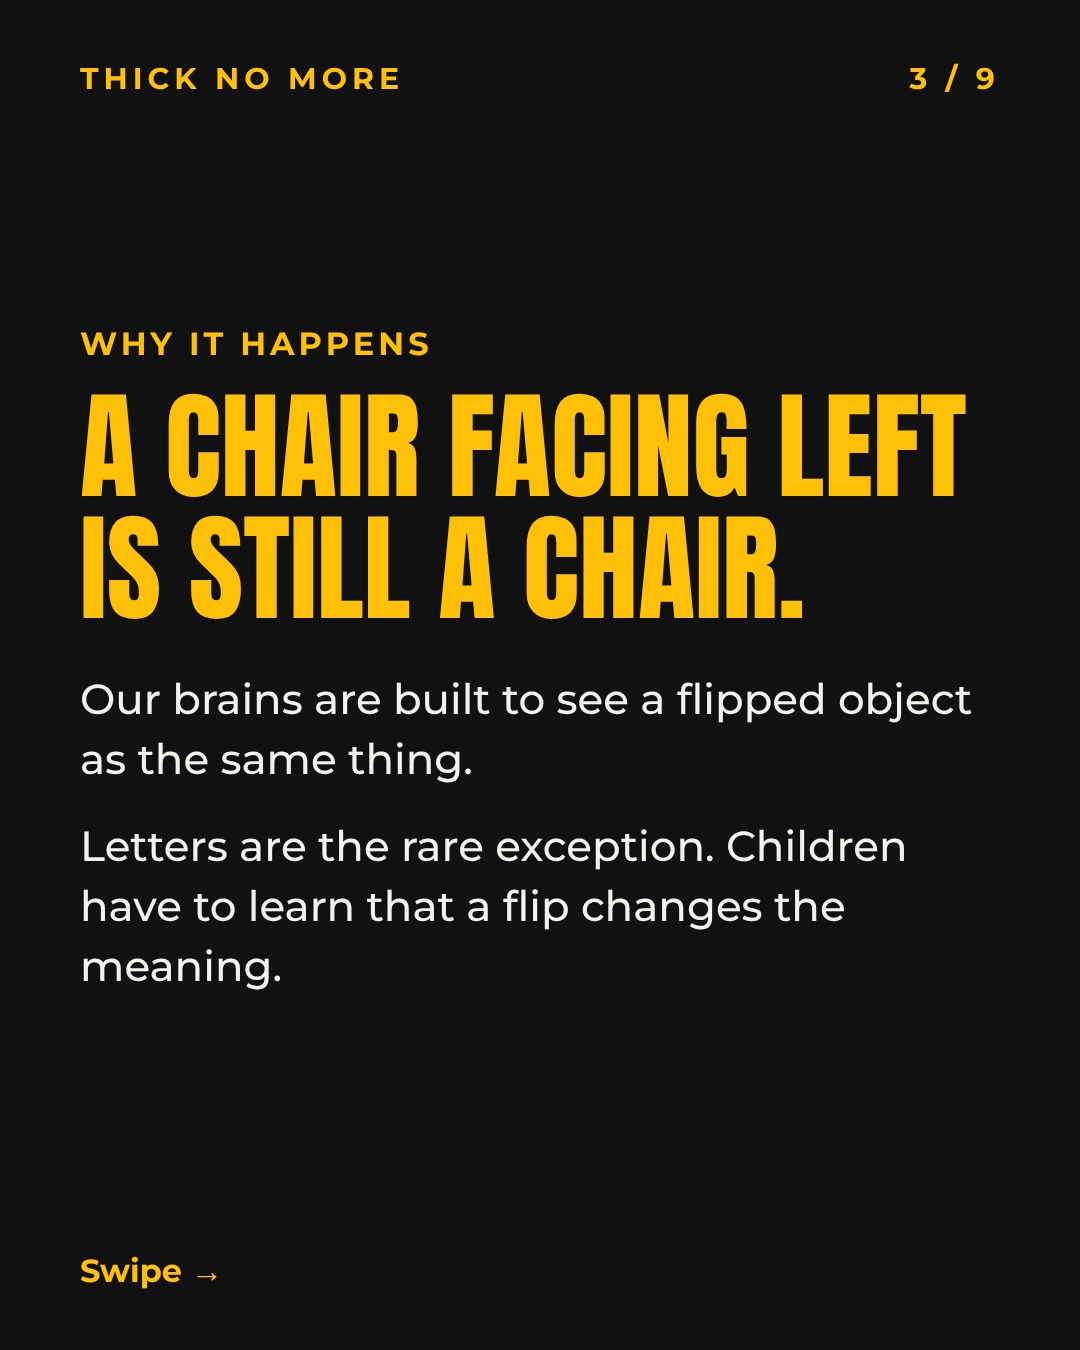 THICK NO MORE
3 / 9
WHY IT HAPPENS
A CHAIR FACING LEFT
IS STILL A CHAIR.
Our brains are built to see a flipped object
as the same thing.
Letters are the rare exception. Children
have to learn that a flip changes the
meaning.
Swipe →